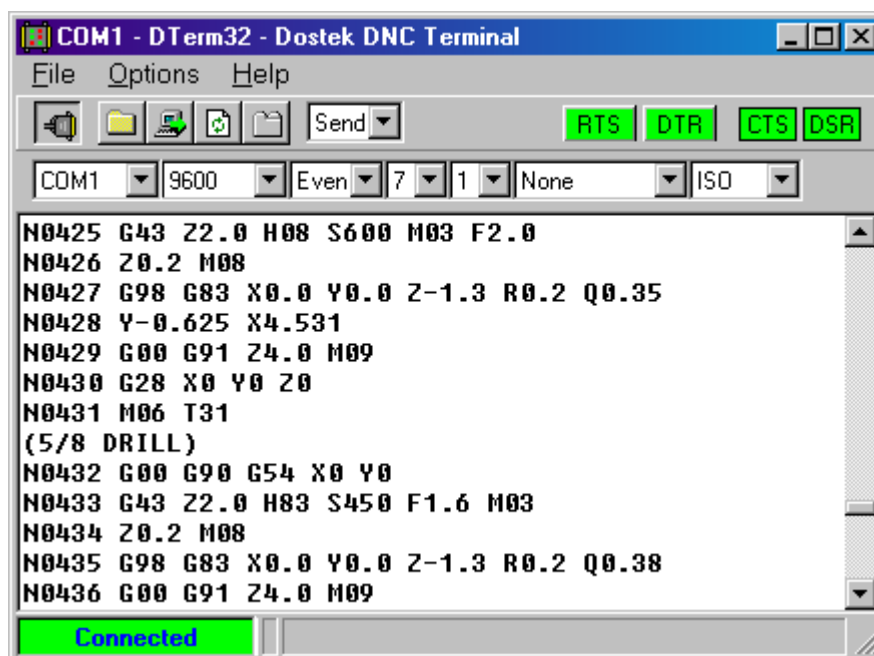 COM1 - DTerm32 - Dostek DNC Terminal
File Options Help
Send RTS DTR CTS DSR
COM1 9600 Even 7 1 None ISO
N0425 G43 Z2.0 H08 S600 M03 F2.0
N0426 Z0.2 M08
N0427 G98 G83 X0.0 Y0.0 Z-1.3 R0.2 Q0.35
N0428 Y-0.625 X4.531
N0429 G00 G91 Z4.0 M09
N0430 G28 X0 Y0 Z0
N0431 M06 T31
(5/8 DRILL)
N0432 G00 G90 G54 X0 Y0
N0433 G43 Z2.0 H83 S450 F1.6 M03
N0434 Z0.2 M08
N0435 G98 G83 X0.0 Y0.0 Z-1.3 R0.2 Q0.38
N0436 G00 G91 Z4.0 M09
Connected